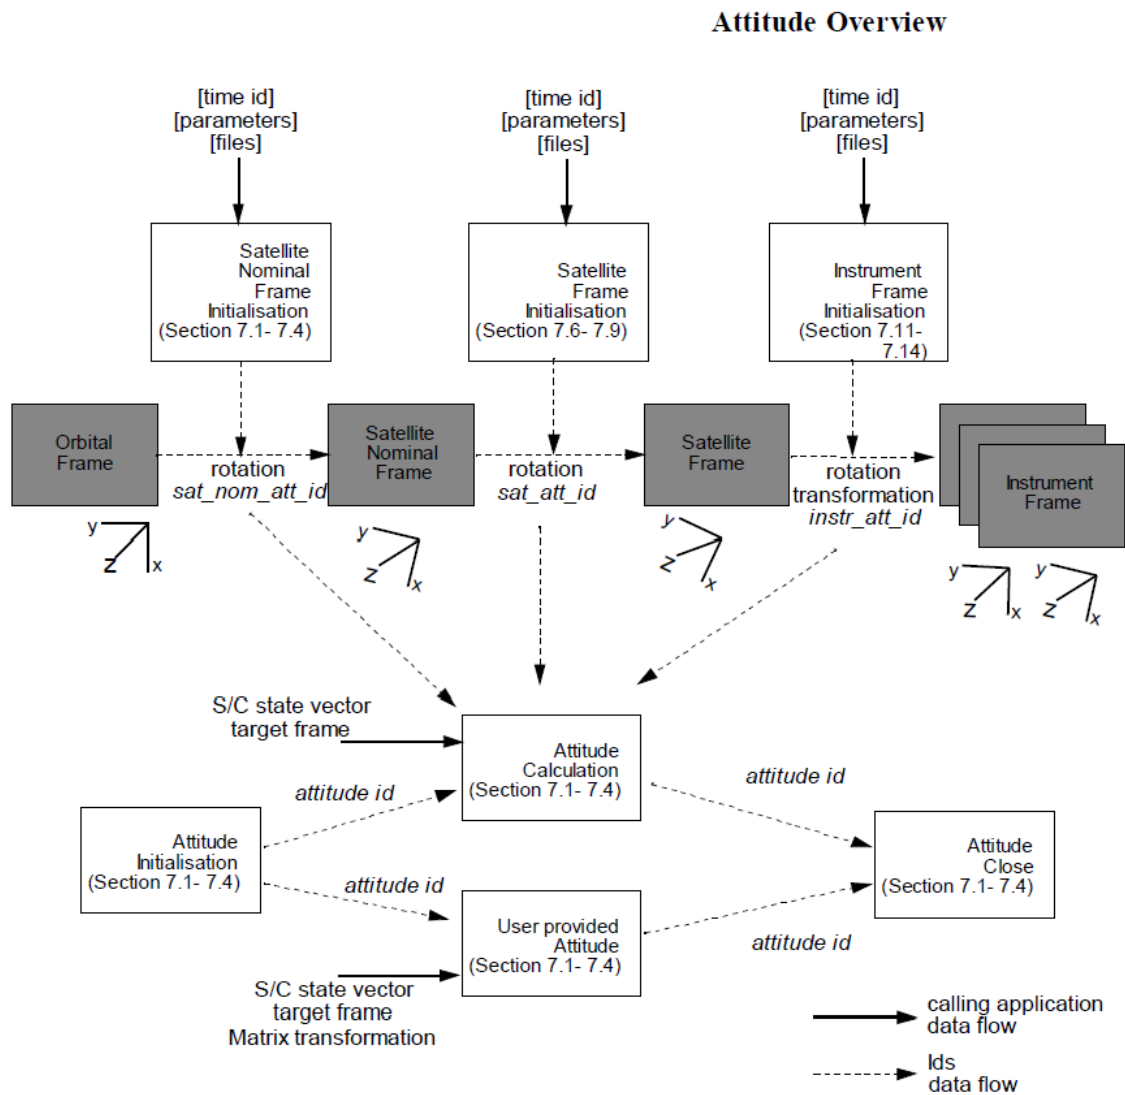 Attitude Overview
[time id]
[parameters]
[files]
[time id]
[parameters]
[files]
[time id]
[parameters]
[files]
Satellite
Nominal
Frame
Initialisation
(Section 7.1- 7.4)
Satellite
Frame
Initialisation
(Section 7.6- 7.9)
Instrument
Frame
Initialisation
(Section 7.11-
7.14)
Orbital
Frame
rotation
sat_nom_att_id
Satellite
Nominal
Frame
rotation
sat_att_id
Satellite
Frame
rotation
transformation
instr_att_id
Instrument
Frame
y
z
x
y
z
x
y
z
x
y
z
x
y
z
x
S/C state vector
target frame
Attitude
Calculation
(Section 7.1- 7.4)
attitude id
attitude id
Attitude
Initialisation
(Section 7.1- 7.4)
Attitude
Close
(Section 7.1- 7.4)
attitude id
User provided
Attitude
(Section 7.1- 7.4)
attitude id
S/C state vector
target frame
Matrix transformation
calling application
data flow
Ids
data flow